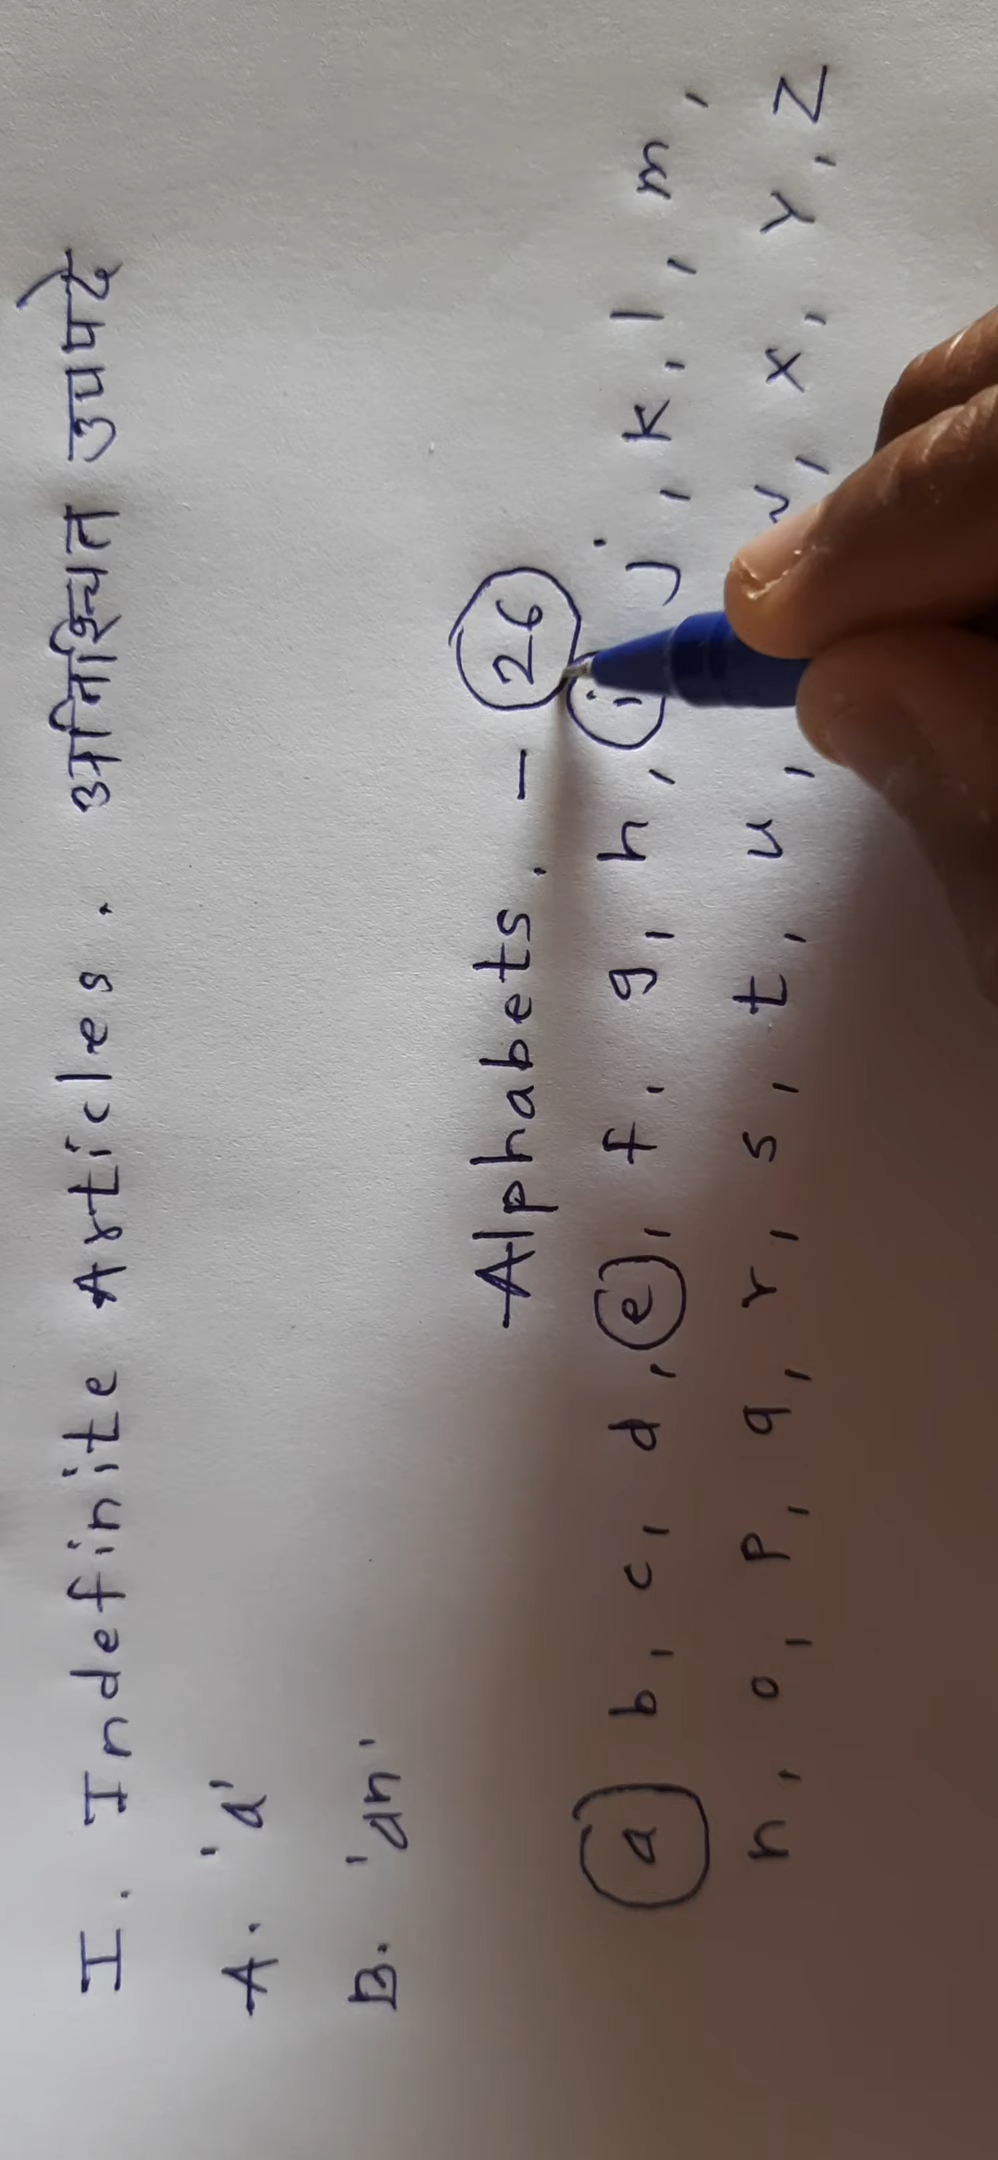 I. Indefinite Articles. अनिश्चित उपपदे
A. 'a'
B. 'an'
Alphabets. - 26
a b, c, d, e, f, g, h, i j, k, l, m,
n, o, p, q, r, s, t, u, v, x, y, z